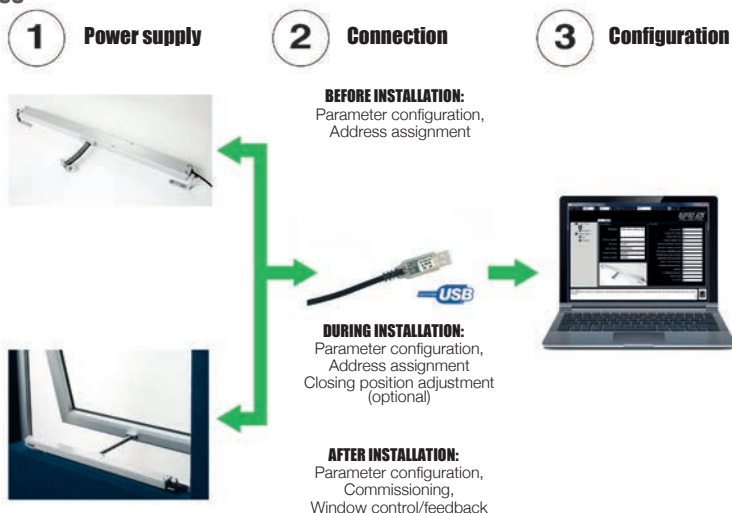 1
Power supply
2
Connection
3
Configuration
BEFORE INSTALLATION:
Parameter configuration,
Address assignment
USB
DURING INSTALLATION:
Parameter configuration,
Address assignment
Closing position adjustment
(optional)
AFTER INSTALLATION:
Parameter configuration,
Commissioning,
Window control/feedback